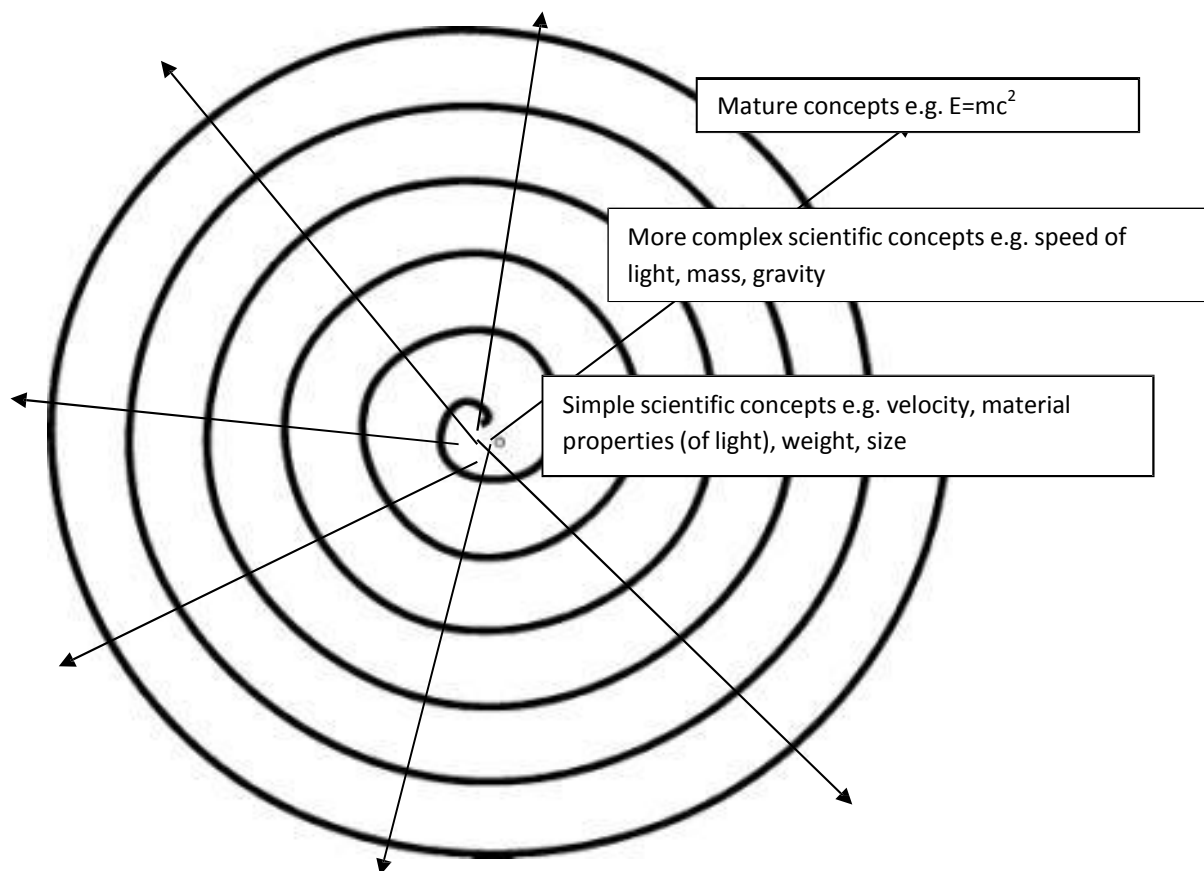 Mature concepts e.g. E=mc²
More complex scientific concepts e.g. speed of
light, mass, gravity
Simple scientific concepts e.g. velocity, material
properties (of light), weight, size